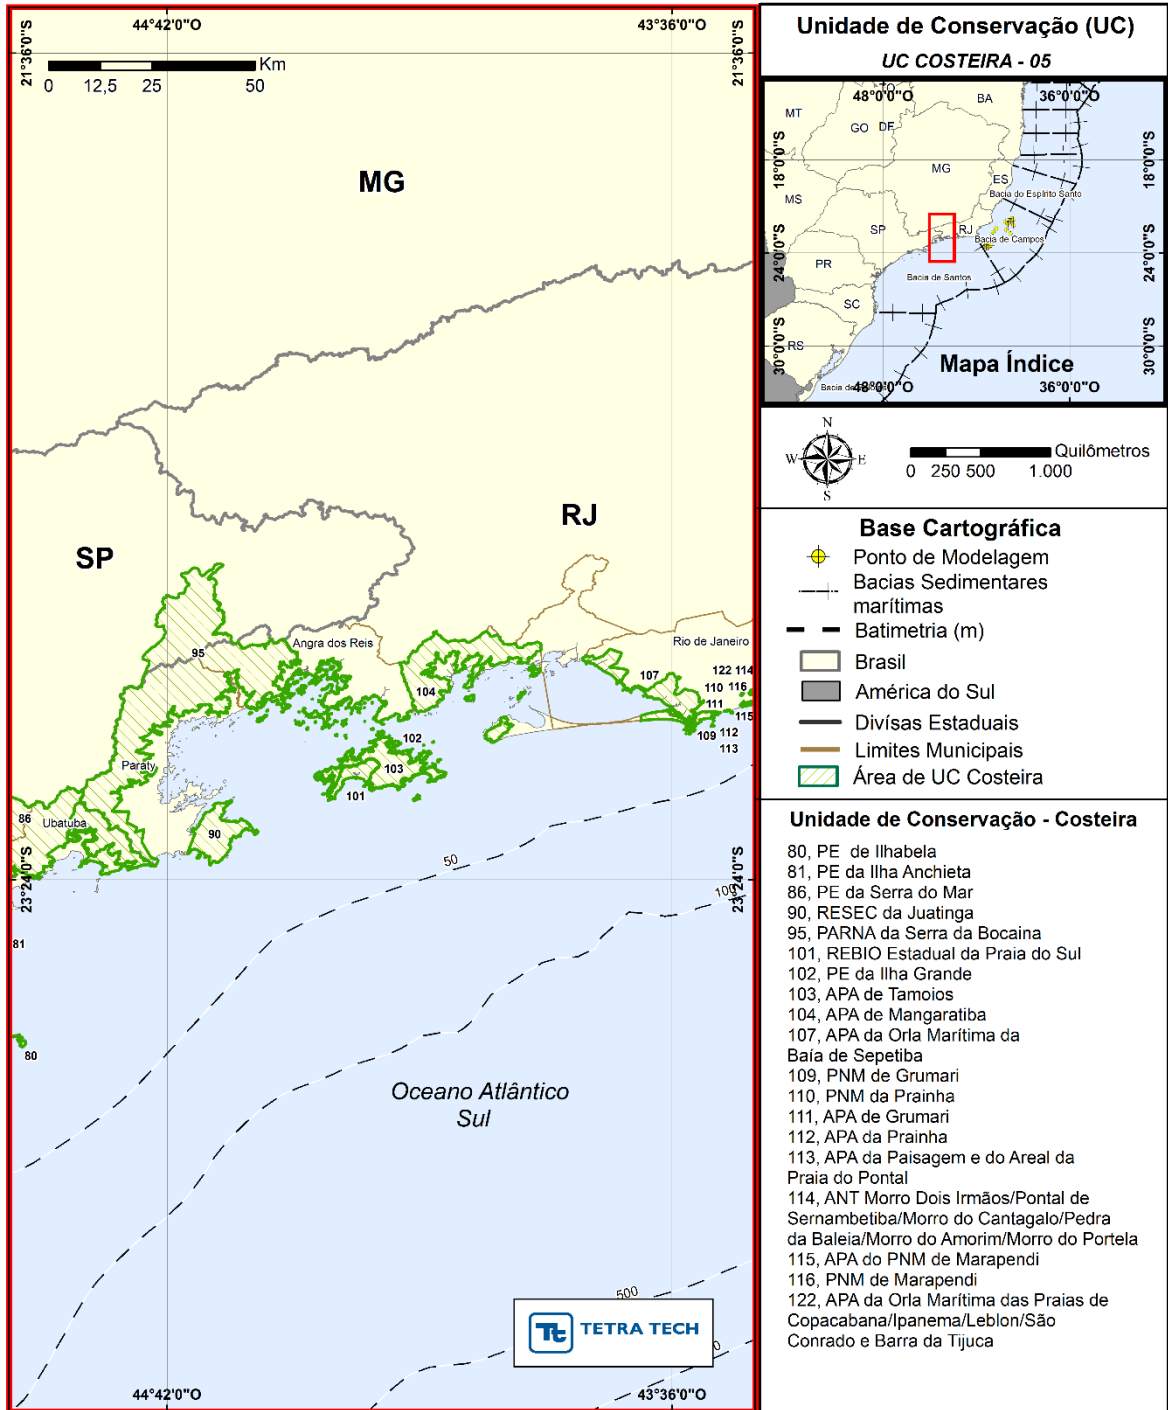 44°42'0"O
43°36'0"O
21°36'0"S
21°36'0"S
Km
0 12,5 25 50
MG
RJ
SP
95
Angra dos Reis
Rio de Janeiro
107
122 114
110 116
111
115
109 112
113
104
102
103
101
Paraty
86
Ubatuba
90
23°24'0"S
23°24'0"S
50
100
81
80
Oceano Atlântico
Sul
500
TETRA TECH
44°42'0"O
43°36'0"O
Unidade de Conservação (UC)
UC COSTEIRA - 05
48°0'0"O
36°0'0"O
TO
BA
MT
GO
DF
18°0'0"S
18°0'0"S
MG
ES
Bacia do Espírito Santo
MS
SP
RJ
Bacia de Campos
24°0'0"S
24°0'0"S
PR
Bacia de Santos
SC
RS
30°0'0"S
30°0'0"S
Mapa Índice
48°0'0"O
36°0'0"O
N
W E
S
Quilômetros
0 250 500 1.000
Base Cartográfica
Ponto de Modelagem
Bacias Sedimentares
marítimas
Batimetria (m)
Brasil
América do Sul
Divísas Estaduais
Limites Municipais
Área de UC Costeira
Unidade de Conservação - Costeira
80, PE de Ilhabela
81, PE da Ilha Anchieta
86, PE da Serra do Mar
90, RESEC da Juatinga
95, PARNA da Serra da Bocaina
101, REBIO Estadual da Praia do Sul
102, PE da Ilha Grande
103, APA de Tamoios
104, APA de Mangaratiba
107, APA da Orla Marítima da
Baía de Sepetiba
109, PNM de Grumari
110, PNM da Prainha
111, APA de Grumari
112, APA da Prainha
113, APA da Paisagem e do Areal da
Praia do Pontal
114, ANT Morro Dois Irmãos/Pontal de
Sernambetiba/Morro do Cantagalo/Pedra
da Baleia/Morro do Amorim/Morro do Portela
115, APA do PNM de Marapendi
116, PNM de Marapendi
122, APA da Orla Marítima das Praias de
Copacabana/Ipanema/Leblon/São
Conrado e Barra da Tijuca